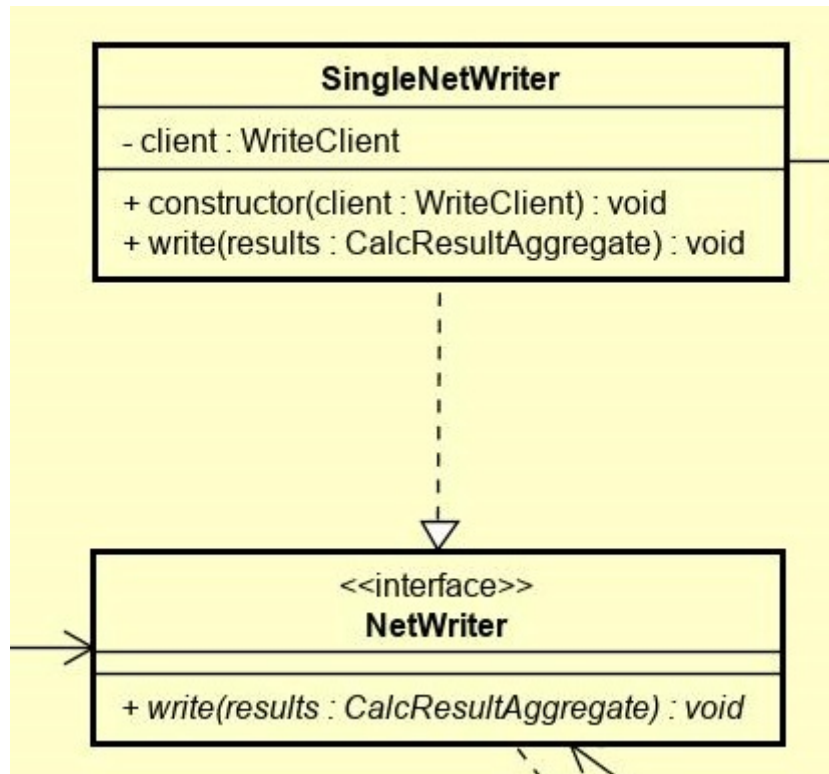 SingleNetWriter
- client : WriteClient
+ constructor(client : WriteClient) : void
+ write(results : CalcResultAggregate) : void
<<interface>>
NetWriter
+ write(results : CalcResultAggregate) : void